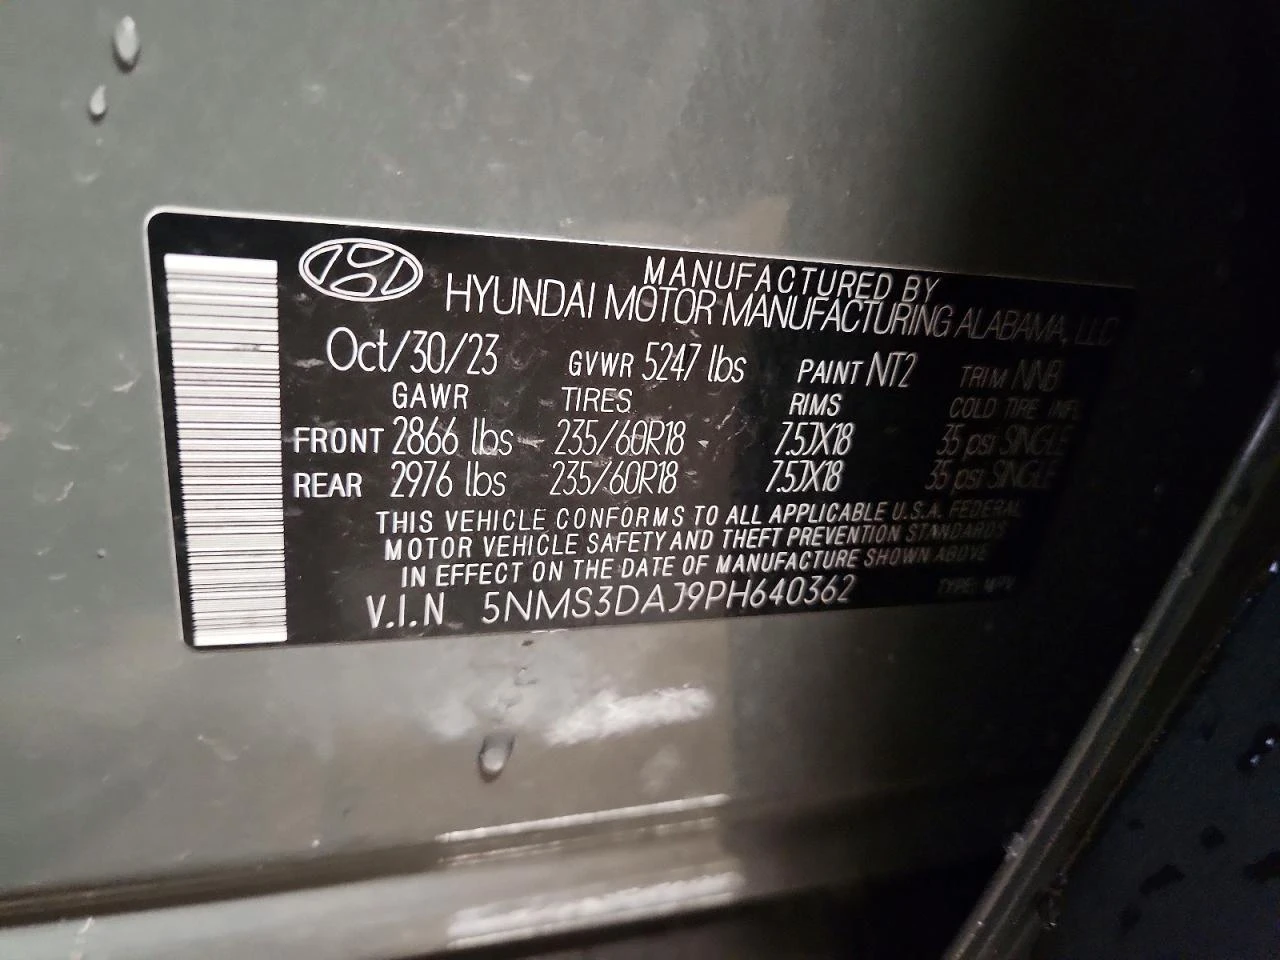 MANUFACTURED BY
HYUNDAI MOTOR MANUFACTURING ALABAMA, LLC
Oct/30/23 GVWR 5247 lbs PAINT NT2 TRIM NNB
GAWR TIRES RIMS COLD TIRE INFL
FRONT 2866 lbs 235/60R18 7.5JX18 35 psi SINGLE
REAR 2976 lbs 235/60R18 7.5JX18 35 psi SINGLE
THIS VEHICLE CONFORMS TO ALL APPLICABLE U.S.A. FEDERAL
MOTOR VEHICLE SAFETY AND THEFT PREVENTION STANDARDS
IN EFFECT ON THE DATE OF MANUFACTURE SHOWN ABOVE
V.I.N 5NMS3DAJ9PH640362 TYPE: MPV